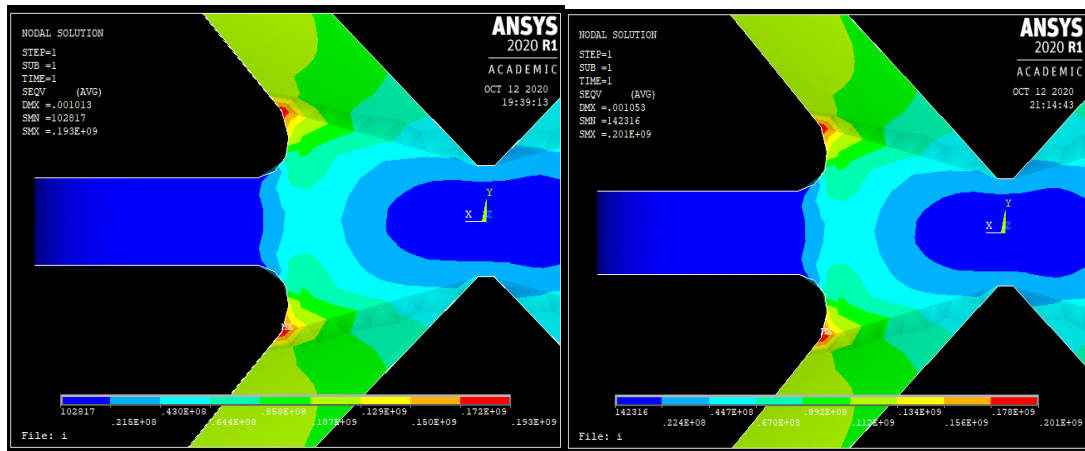 NODAL SOLUTION
STEP=1
SUB =1
TIME=1
SEQV (AVG)
DMX =.001013
SMN =102817
SMX =.193E+09
ANSYS
2020 R1
ACADEMIC
OCT 12 2020
19:39:13
Y
X Z
MX
102817 .430E+08 .858E+08 .129E+09 .172E+09
.215E+08 .644E+08 .107E+09 .150E+09 .193E+09
File: i
NODAL SOLUTION
STEP=1
SUB =1
TIME=1
SEQV (AVG)
DMX =.001053
SMN =142316
SMX =.201E+09
ANSYS
2020 R1
ACADEMIC
OCT 12 2020
21:14:43
Y
X Z
MX
142316 .447E+08 .892E+08 .134E+09 .178E+09
.224E+08 .670E+08 .112E+09 .156E+09 .201E+09
File: i